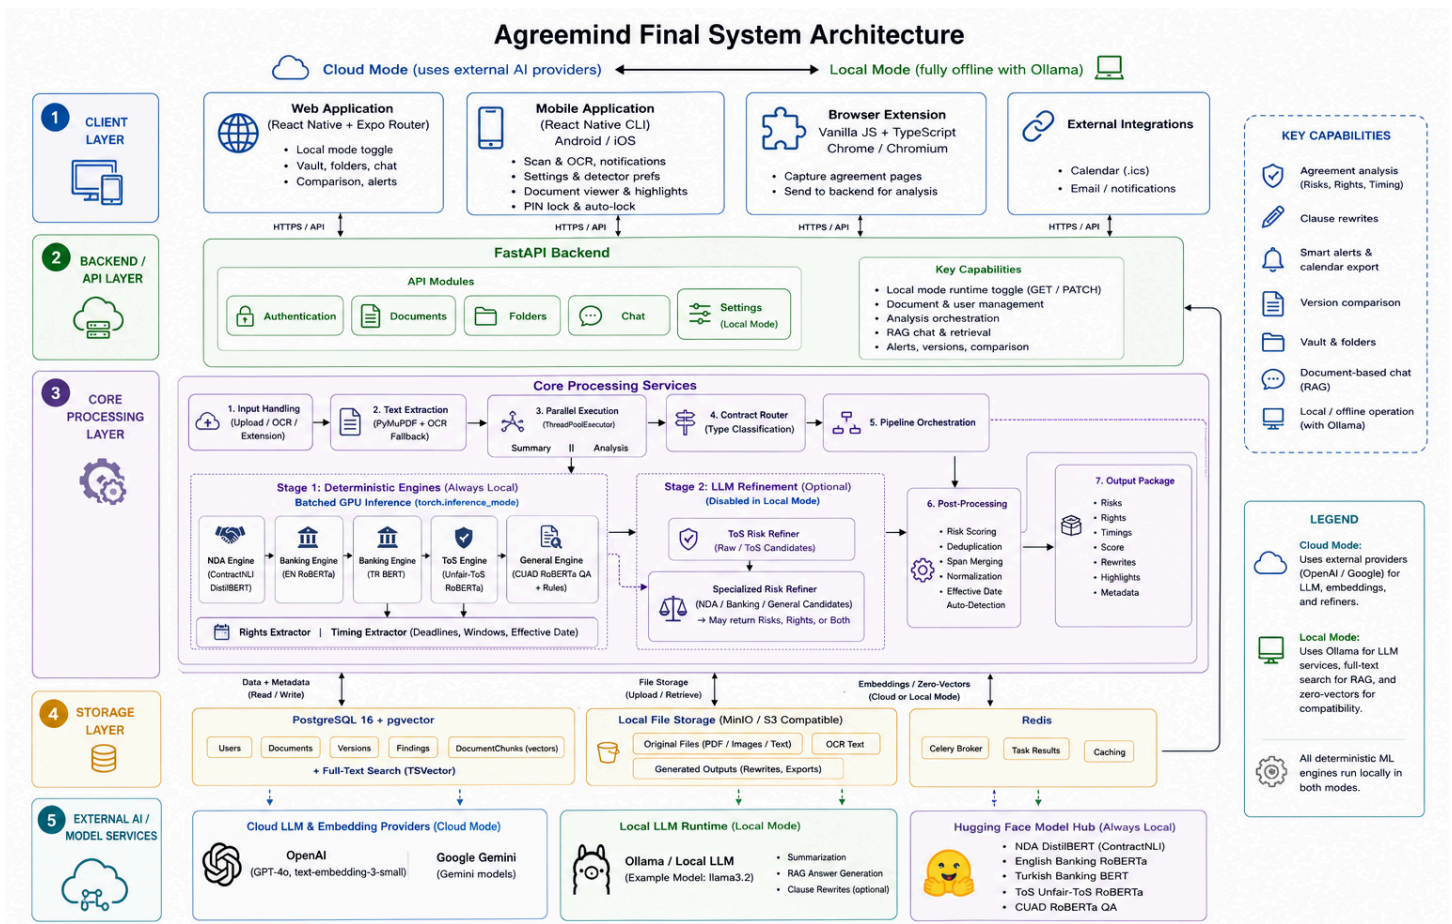 Agreemind Final System Architecture
Cloud Mode (uses external AI providers)
Local Mode (fully offline with Ollama)
1
CLIENT
LAYER
Web Application
(React Native + Expo Router)
• Local mode toggle
• Vault, folders, chat
• Comparison, alerts
Mobile Application
(React Native CLI)
Android / iOS
• Scan & OCR, notifications
• Settings & detector prefs
• Document viewer & highlights
• PIN lock & auto-lock
Browser Extension
Vanilla JS + TypeScript
Chrome / Chromium
• Capture agreement pages
• Send to backend for analysis
External Integrations
• Calendar (.ics)
• Email / notifications
HTTPS / API
HTTPS / API
HTTPS / API
HTTPS / API
2
BACKEND /
API LAYER
FastAPI Backend
API Modules
Authentication
Documents
Folders
Chat
Settings
(Local Mode)
Key Capabilities
• Local mode runtime toggle (GET / PATCH)
• Document & user management
• Analysis orchestration
• RAG chat & retrieval
• Alerts, versions, comparison
3
CORE
PROCESSING
LAYER
Core Processing Services
1. Input Handling
(Upload / OCR /
Extension)
2. Text Extraction
(PyMuPDF + OCR
Fallback)
3. Parallel Execution
(ThreadPoolExecutor)
Summary || Analysis
4. Contract Router
(Type Classification)
5. Pipeline Orchestration
Stage 1: Deterministic Engines (Always Local)
Batched GPU Inference (torch.inference_mode)
NDA Engine
(ContractNLI
DistilBERT)
Banking Engine
(EN RoBERTa)
Banking Engine
(TR BERT)
ToS Engine
(Unfair-ToS
RoBERTa)
General Engine
(CUAD RoBERTa QA
+ Rules)
Rights Extractor | Timing Extractor (Deadlines, Windows, Effective Date)
Stage 2: LLM Refinement (Optional)
(Disabled in Local Mode)
ToS Risk Refiner
(Raw / ToS Candidates)
Specialized Risk Refiner
(NDA / Banking / General Candidates)
→ May return Risks, Rights, or Both
6. Post-Processing
• Risk Scoring
• Deduplication
• Span Merging
• Normalization
• Effective Date
Auto-Detection
7. Output Package
• Risks
• Rights
• Timings
• Score
• Rewrites
• Highlights
• Metadata
Data + Metadata
(Read / Write)
File Storage
(Upload / Retrieve)
Embeddings / Zero-Vectors
(Cloud or Local Mode)
4
STORAGE
LAYER
PostgreSQL 16 + pgvector
Users
Documents
Versions
Findings
DocumentChunks (vectors)
+ Full-Text Search (TSVector)
Local File Storage (MinIO / S3 Compatible)
Original Files (PDF / Images / Text)
OCR Text
Generated Outputs (Rewrites, Exports)
Redis
Celery Broker
Task Results
Caching
5
EXTERNAL AI /
MODEL SERVICES
Cloud LLM & Embedding Providers (Cloud Mode)
OpenAI
(GPT-4o, text-embedding-3-small)
Google Gemini
(Gemini models)
Local LLM Runtime (Local Mode)
Ollama / Local LLM
(Example Model: llama3.2)
• Summarization
• RAG Answer Generation
• Clause Rewrites (optional)
Hugging Face Model Hub (Always Local)
• NDA DistilBERT (ContractNLI)
• English Banking RoBERTa
• Turkish Banking BERT
• ToS Unfair-ToS RoBERTa
• CUAD RoBERTa QA
KEY CAPABILITIES
Agreement analysis
(Risks, Rights, Timing)
Clause rewrites
Smart alerts &
calendar export
Version comparison
Vault & folders
Document-based chat
(RAG)
Local / offline operation
(with Ollama)
LEGEND
Cloud Mode:
Uses external providers
(OpenAI / Google) for
LLM, embeddings,
and refiners.
Local Mode:
Uses Ollama for LLM
services, full-text
search for RAG, and
zero-vectors for
compatibility.
All deterministic ML
engines run locally in
both modes.